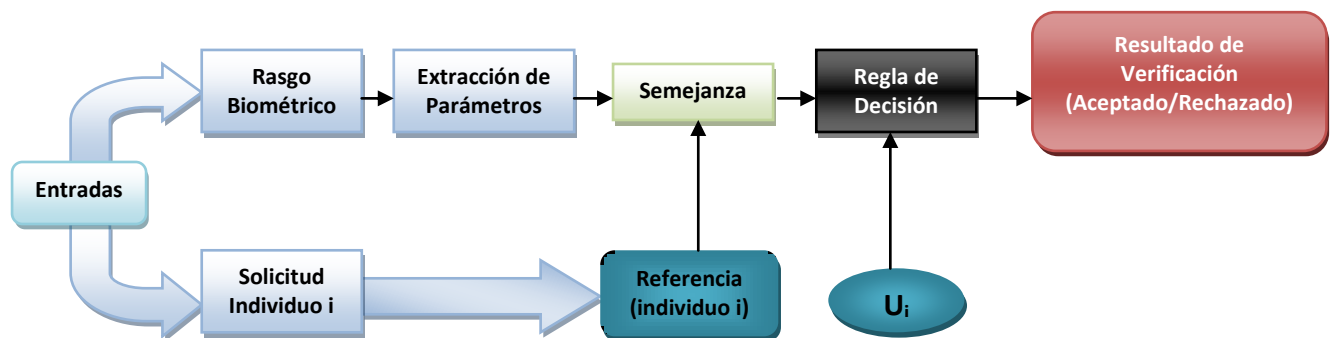 Rasgo
Biométrico
Extracción de
Parámetros
Semejanza
Regla de
Decisión
Resultado de
Verificación
(Aceptado/Rechazado)
Entradas
Solicitud
Individuo i
Referencia
(individuo i)
Ui